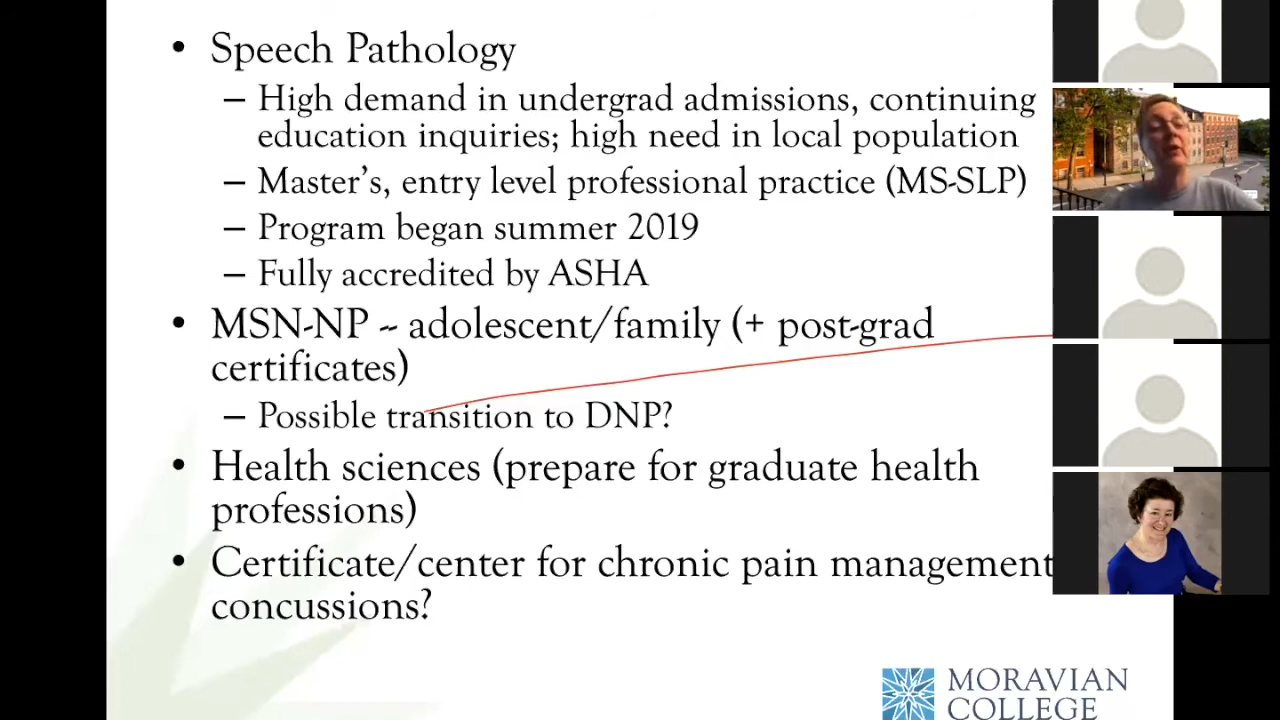 • Speech Pathology
– High demand in undergrad admissions, continuing
education inquiries; high need in local population
– Master's, entry level professional practice (MS-SLP)
– Program began summer 2019
– Fully accredited by ASHA
• MSN-NP -- adolescent/family (+ post-grad
certificates)
– Possible transition to DNP?
• Health sciences (prepare for graduate health
professions)
• Certificate/center for chronic pain management
concussions?
MORAVIAN
COLLEGE